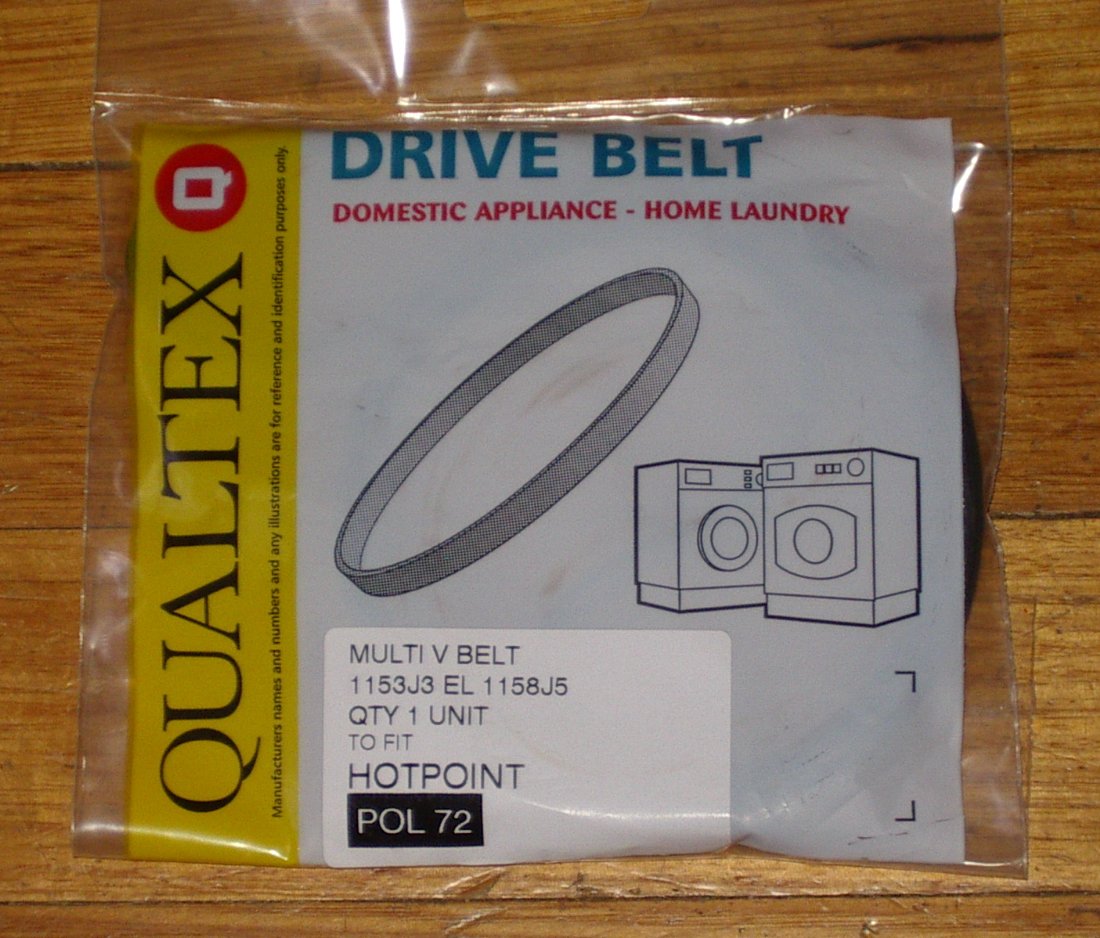 DRIVE BELT
DOMESTIC APPLIANCE - HOME LAUNDRY
Q
QUALTEX
Manufacturers names and numbers and any illustrations are for reference and identification purposes only.
MULTI V BELT
1153J3 EL 1158J5
QTY 1 UNIT
TO FIT
HOTPOINT
POL 72